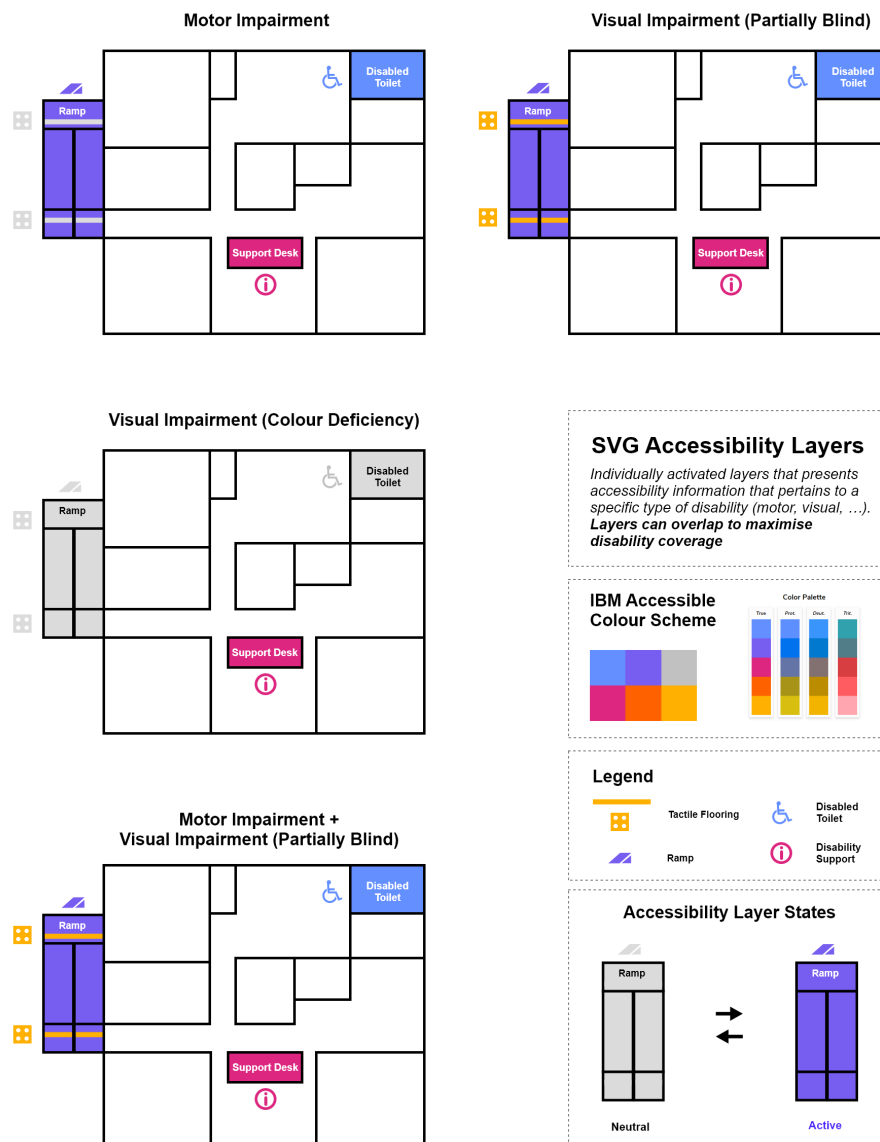 Motor Impairment
Disabled
Toilet
Ramp
Support Desk
Visual Impairment (Partially Blind)
Disabled
Toilet
Ramp
Support Desk
Visual Impairment (Colour Deficiency)
Disabled
Toilet
Ramp
Support Desk
SVG Accessibility Layers
Individually activated layers that presents
accessibility information that pertains to a
specific type of disability (motor, visual, …).
Layers can overlap to maximise
disability coverage
IBM Accessible
Colour Scheme
Color Palette
True
Prot.
Deut.
Trit.
Legend
Tactile Flooring
Disabled
Toilet
Ramp
Disability
Support
Motor Impairment +
Visual Impairment (Partially Blind)
Disabled
Toilet
Ramp
Support Desk
Accessibility Layer States
Ramp
Ramp
Neutral
Active